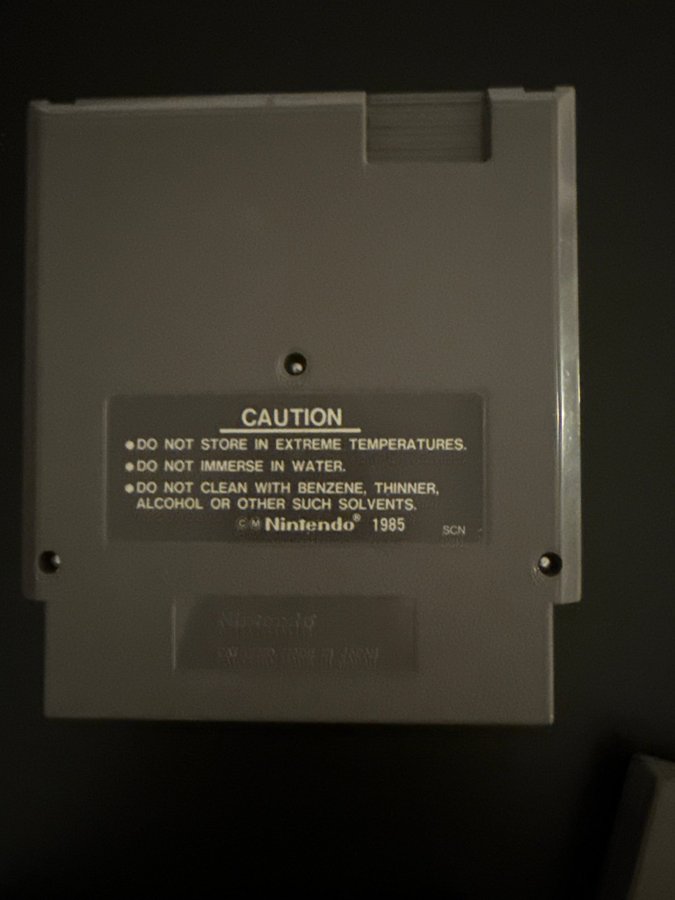 CAUTION
●DO NOT STORE IN EXTREME TEMPERATURES.
●DO NOT IMMERSE IN WATER.
●DO NOT CLEAN WITH BENZENE, THINNER,
ALCOHOL OR OTHER SUCH SOLVENTS.
©Ⓜ Nintendo® 1985
SCN
Nintendo